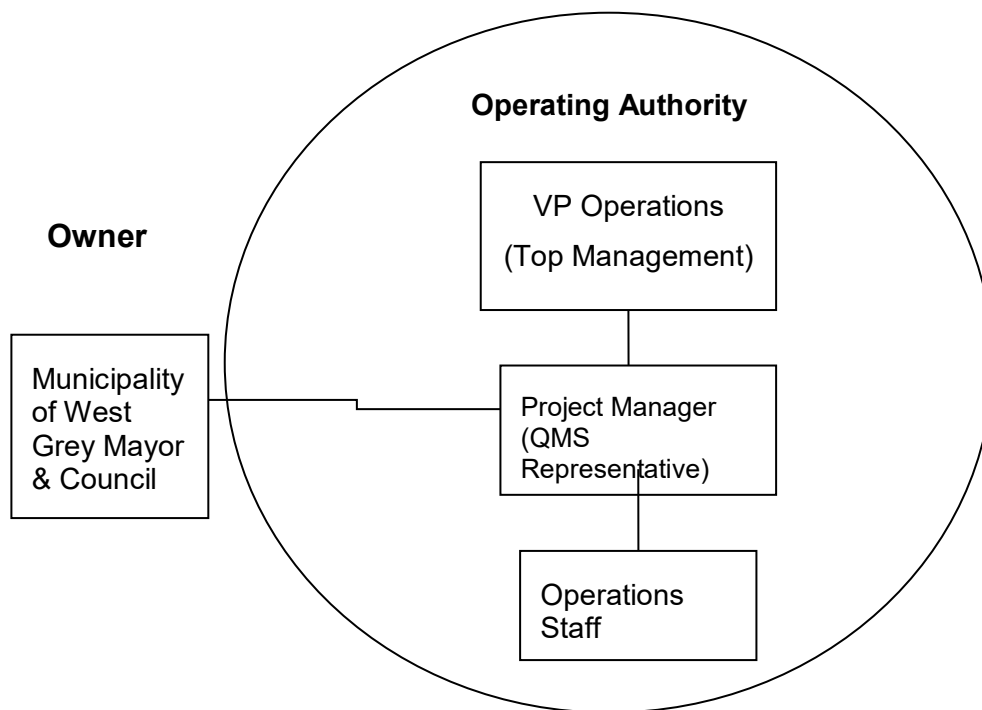 Operating Authority
VP Operations
(Top Management)
Owner
Municipality
of West
Grey Mayor
& Council
Project Manager
(QMS
Representative)
Operations
Staff